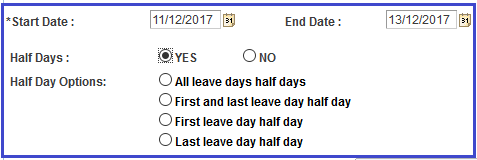 *Start Date : 11/12/2017 31 End Date : 13/12/2017 31
Half Days : YES NO
Half Day Options: All leave days half days
First and last leave day half day
First leave day half day
Last leave day half day